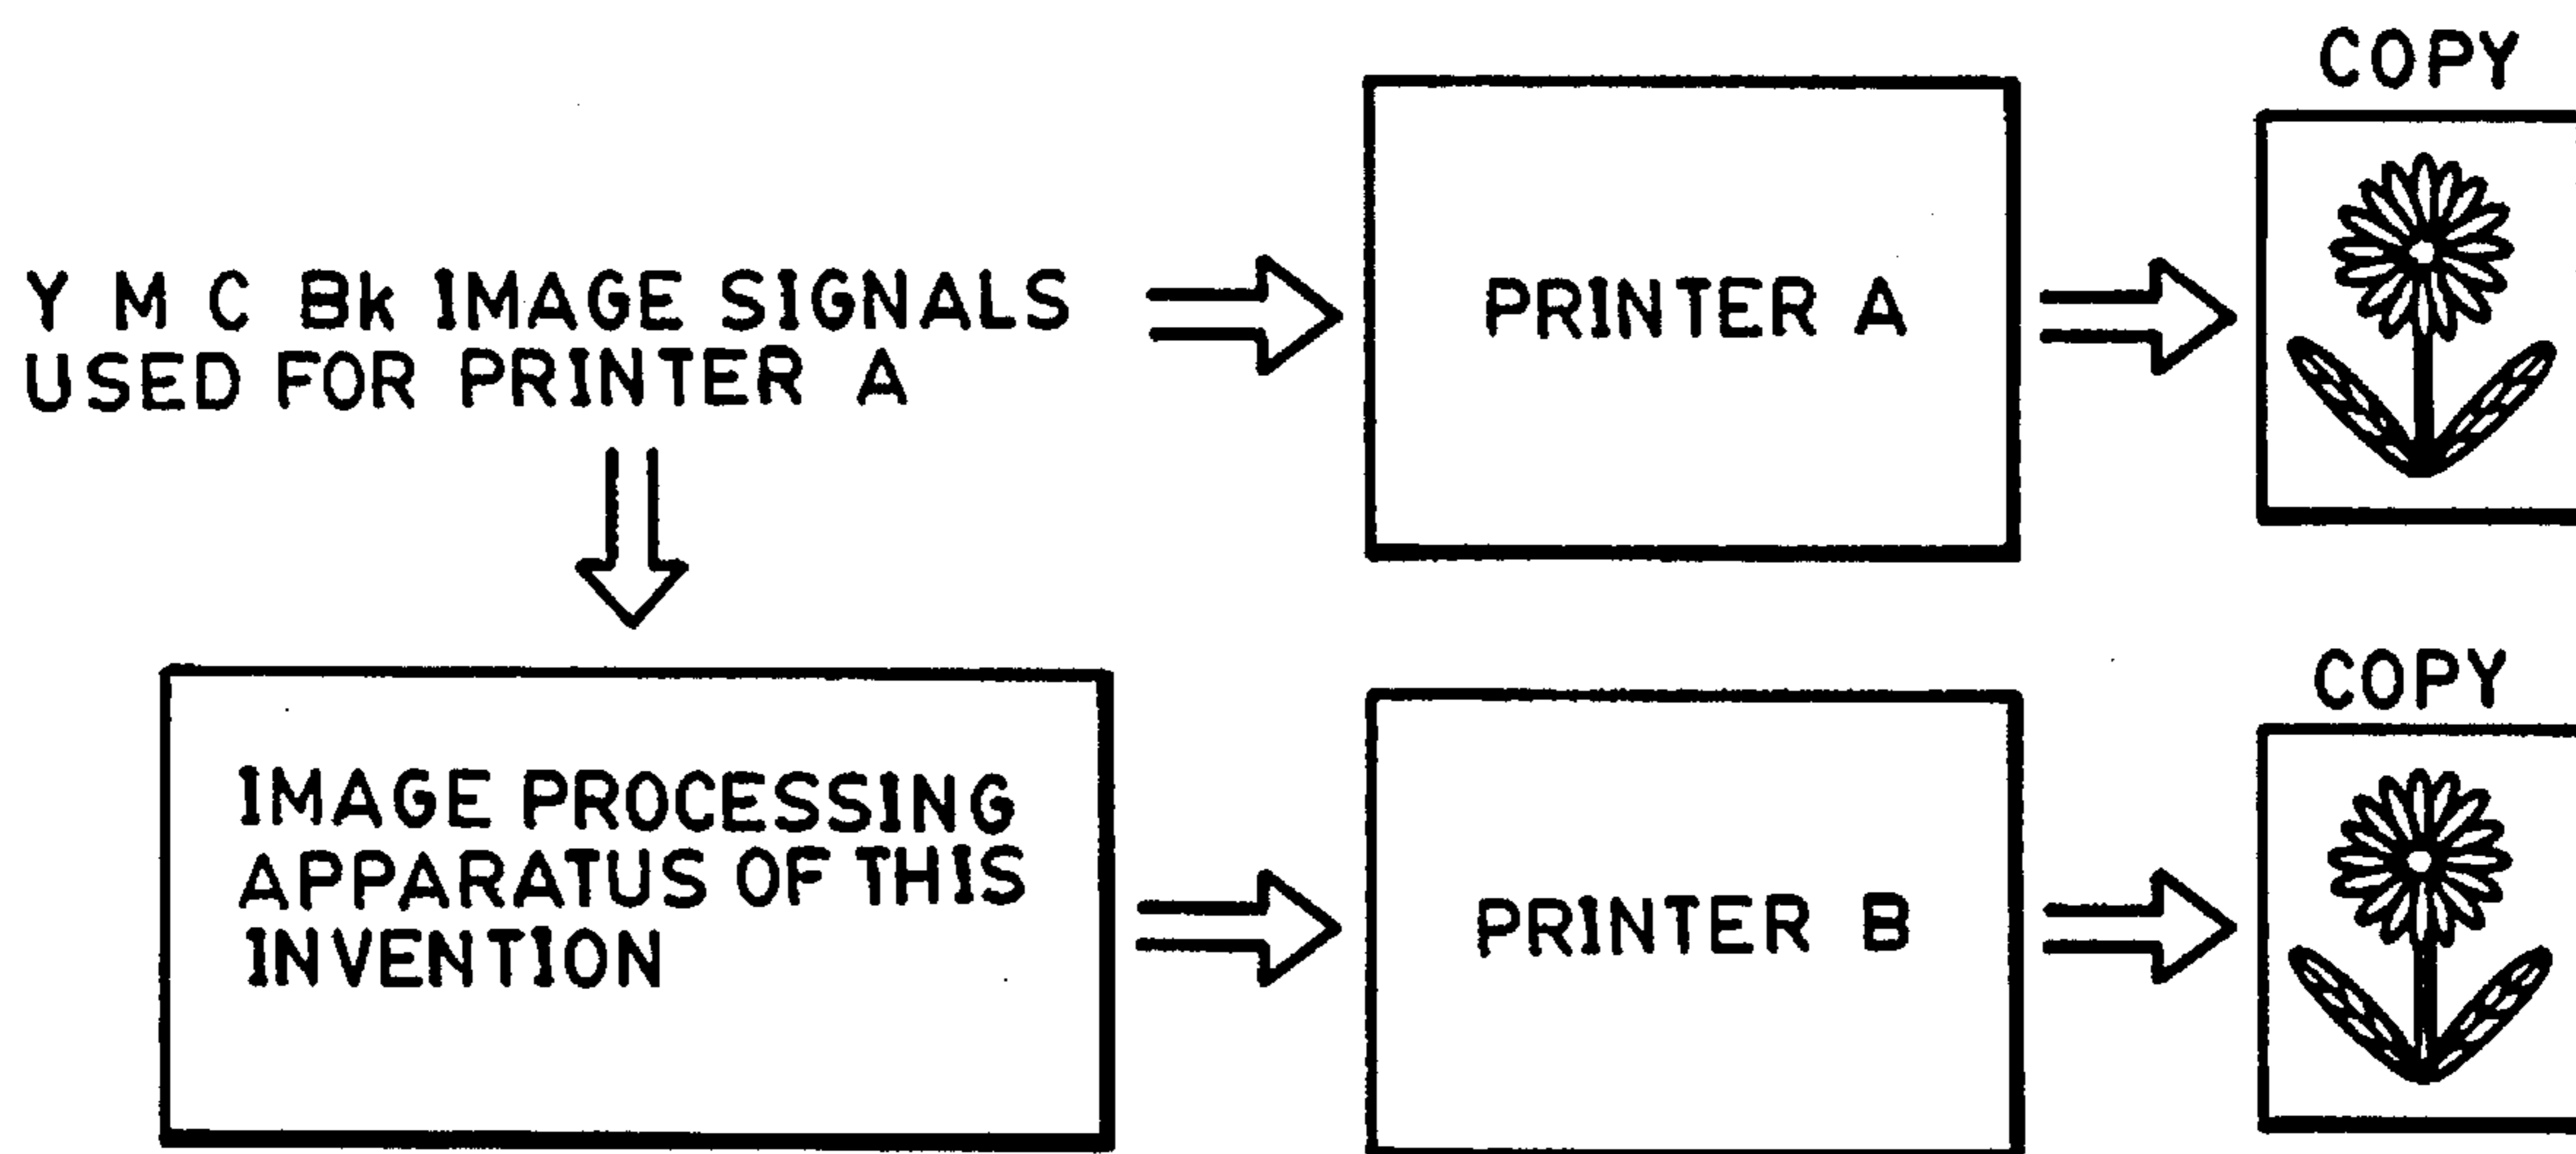 COPY
Y M C Bk IMAGE SIGNALS
USED FOR PRINTER A
PRINTER A
COPY
IMAGE PROCESSING
APPARATUS OF THIS
INVENTION
PRINTER B